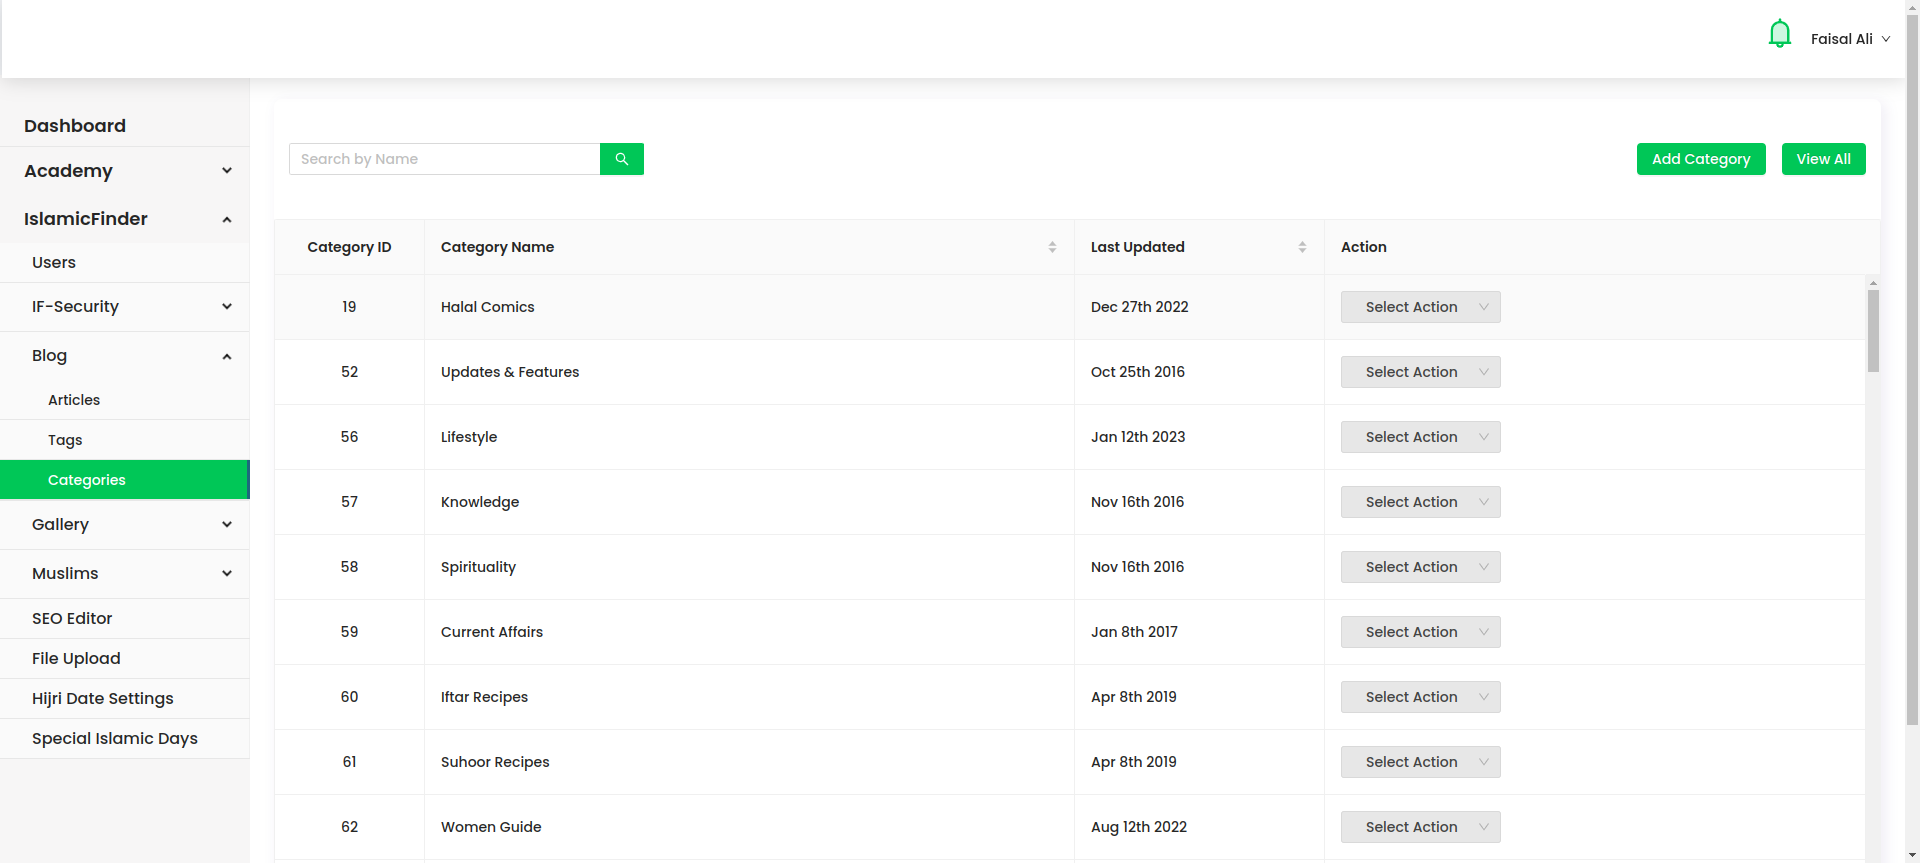 Faisal Ali
Dashboard
Academy
IslamicFinder
Users
IF-Security
Blog
Articles
Tags
Categories
Gallery
Muslims
SEO Editor
File Upload
Hijri Date Settings
Special Islamic Days
Search by Name
Add Category View All
Category ID Category Name Last Updated Action
19 Halal Comics Dec 27th 2022 Select Action
52 Updates & Features Oct 25th 2016 Select Action
56 Lifestyle Jan 12th 2023 Select Action
57 Knowledge Nov 16th 2016 Select Action
58 Spirituality Nov 16th 2016 Select Action
59 Current Affairs Jan 8th 2017 Select Action
60 Iftar Recipes Apr 8th 2019 Select Action
61 Suhoor Recipes Apr 8th 2019 Select Action
62 Women Guide Aug 12th 2022 Select Action